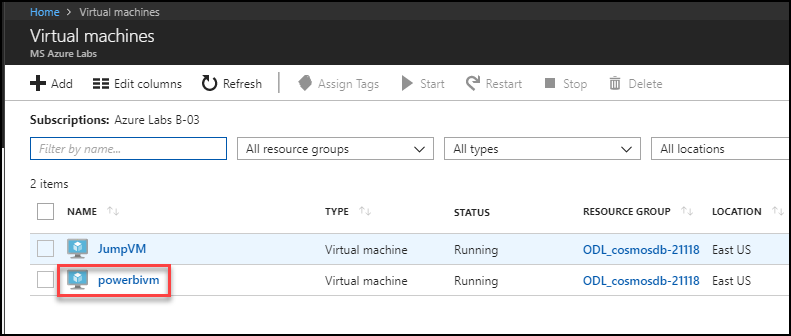 Home > Virtual machines
Virtual machines
MS Azure Labs
Add Edit columns Refresh Assign Tags Start Restart Stop Delete
Subscriptions: Azure Labs B-03
Filter by name... All resource groups All types All locations
2 items
NAME TYPE STATUS RESOURCE GROUP LOCATION
JumpVM Virtual machine Running ODL_cosmosdb-21118 East US
powerbivm Virtual machine Running ODL_cosmosdb-21118 East US